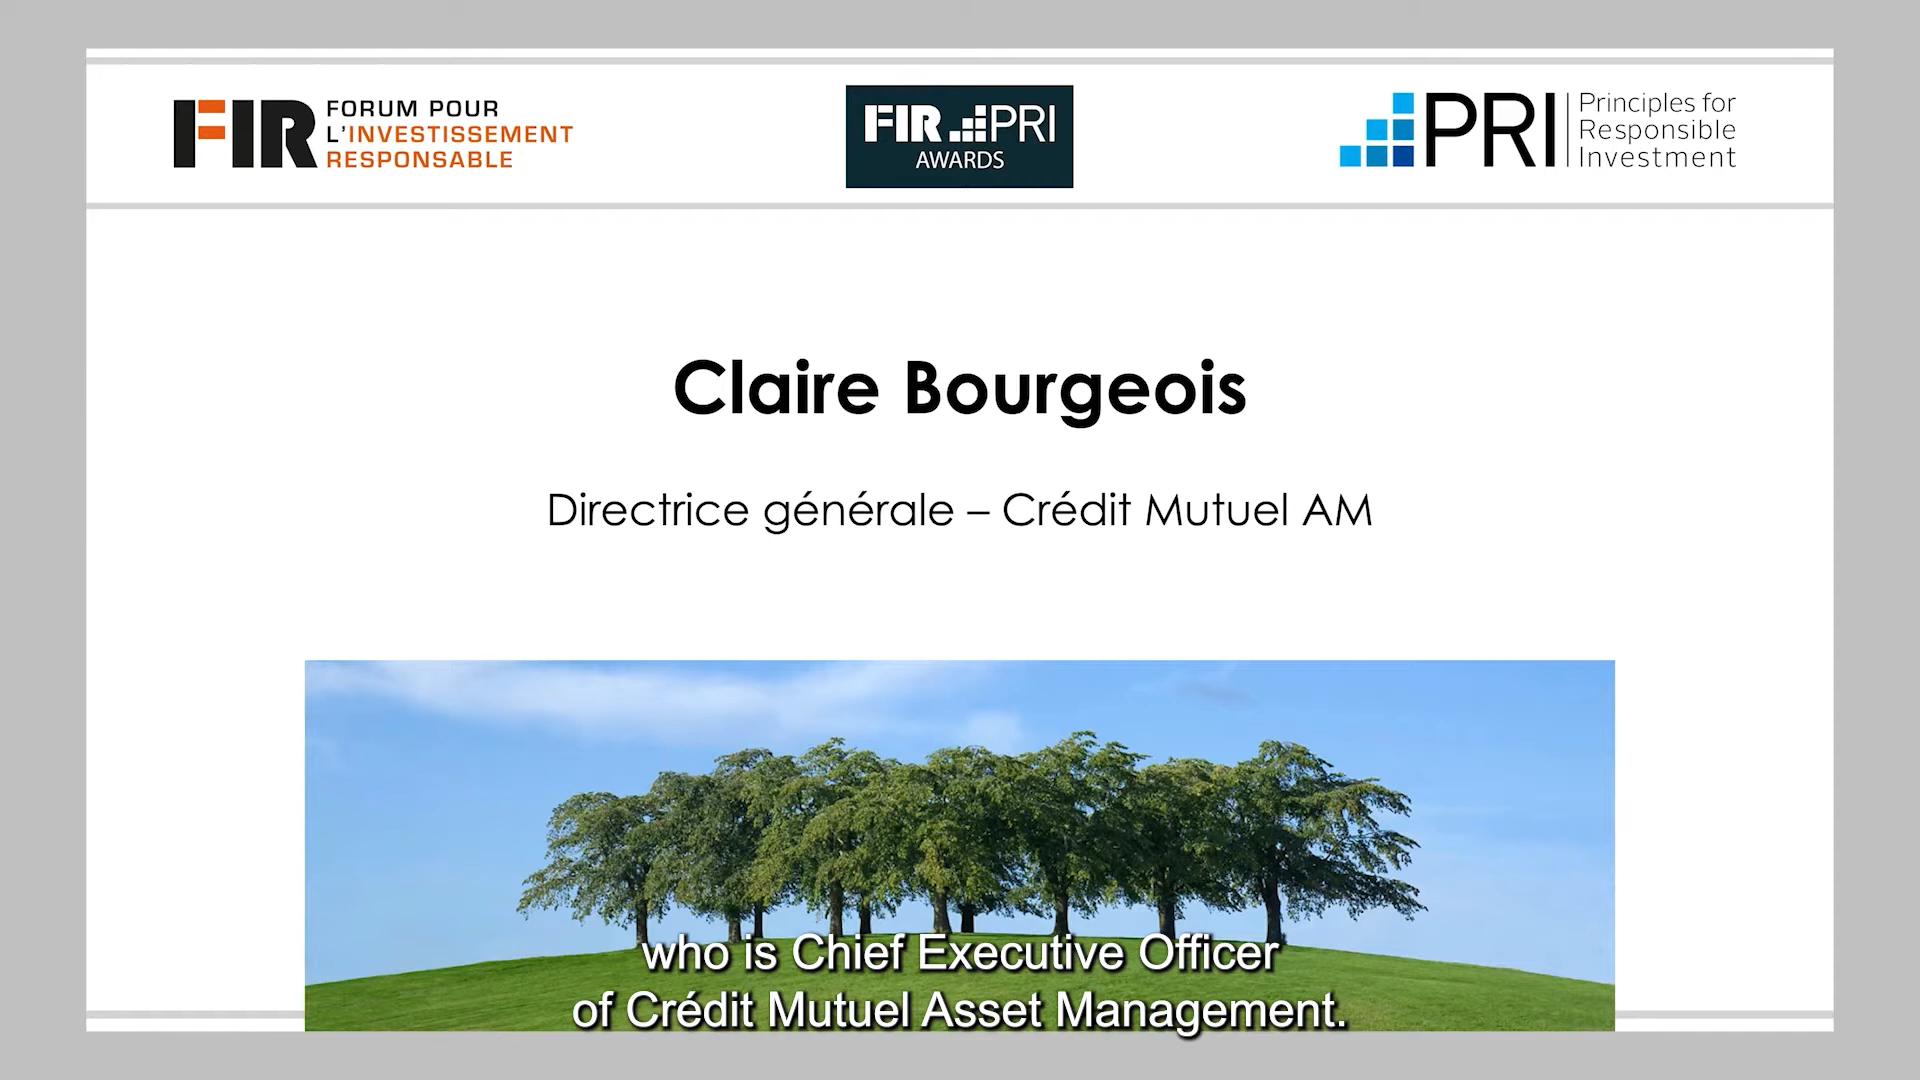 FIR
FORUM POUR
L'INVESTISSEMENT
RESPONSABLE
FIR PRI
AWARDS
PRI
Principles for
Responsible
Investment
Claire Bourgeois
Directrice générale – Crédit Mutuel AM
who is Chief Executive Officer
of Crédit Mutuel Asset Management.